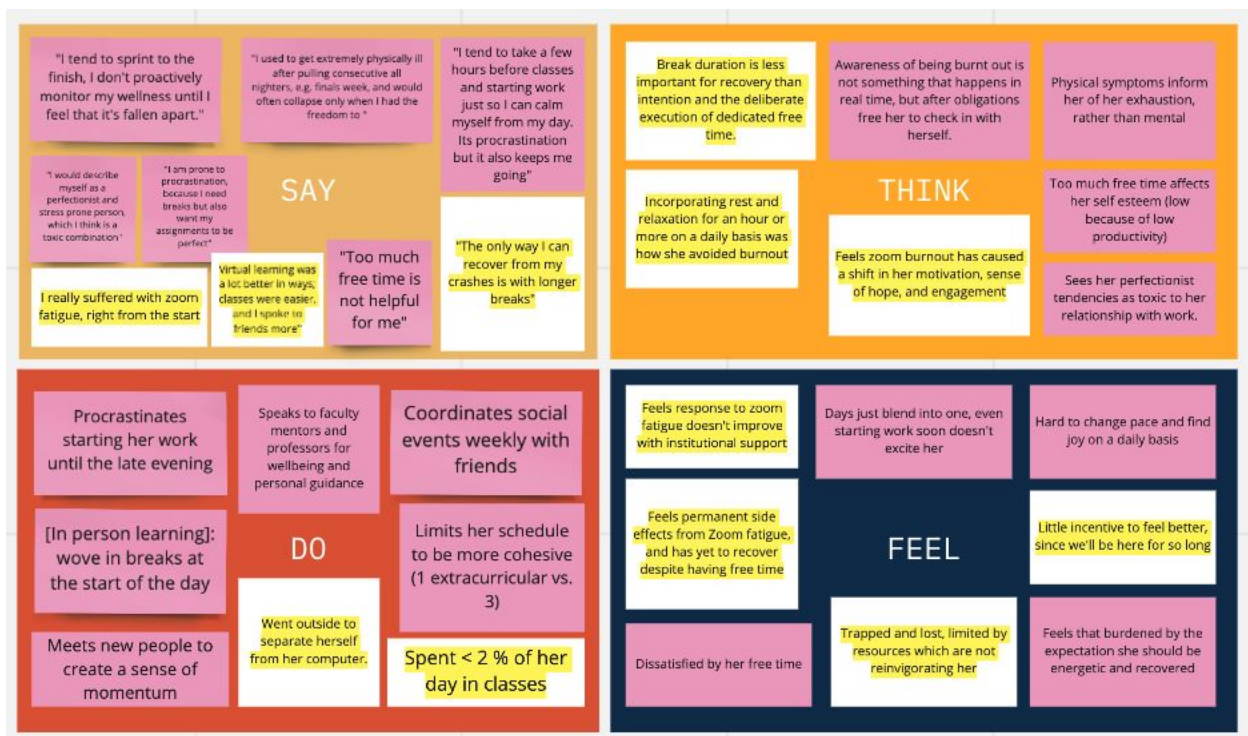 "I tend to sprint to the
finish, I don't proactively
monitor my wellness until I
feel that it's fallen apart."
"I used to get extremely physically ill
after pulling consecutive all
nighters, e.g. finals week, and would
often collapse only when I had the
freedom to "
"I tend to take a few
hours before classes
and starting work
just so I can calm
myself from my day.
Its procrastination
but it also keeps me
going"
"I would describe
myself as a
perfectionist and
stress prone person,
which I think is a
toxic combination"
"I am prone to
procrastination,
because I need
breaks but also
want my
assignments to be
perfect"
SAY
I really suffered with zoom
fatigue, right from the start
Virtual learning was
a lot better in ways,
classes were easier,
and I spoke to
friends more"
"Too much
free time is
not helpful
for me"
"The only way I can
recover from my
crashes is with longer
breaks"
Break duration is less
important for recovery than
intention and the deliberate
execution of dedicated free
time.
Awareness of being burnt out is
not something that happens in
real time, but after obligations
free her to check in with
herself.
Physical symptoms inform
her of her exhaustion,
rather than mental
Incorporating rest and
relaxation for an hour or
more on a daily basis was
how she avoided burnout
THINK
Too much free time affects
her self esteem (low
because of low
productivity)
Feels zoom burnout has caused
a shift in her motivation, sense
of hope, and engagement
Sees her perfectionist
tendencies as toxic to her
relationship with work.
Procrastinates
starting her work
until the late evening
Speaks to faculty
mentors and
professors for
wellbeing and
personal guidance
Coordinates social
events weekly with
friends
[In person learning]:
wove in breaks at
the start of the day
DO
Limits her schedule
to be more cohesive
(1 extracurricular vs.
3)
Meets new people to
create a sense of
momentum
Went outside to
separate herself
from her computer.
Spent < 2 % of her
day in classes
Feels response to zoom
fatigue doesn't improve
with institutional support
Days just blend into one, even
starting work soon doesn't
excite her
Hard to change pace and find
joy on a daily basis
Feels permanent side
effects from Zoom fatigue,
and has yet to recover
despite having free time
FEEL
Little incentive to feel better,
since we'll be here for so long
Dissatisfied by her free time
Trapped and lost, limited by
resources which are not
reinvigorating her
Feels that burdened by the
expectation she should be
energetic and recovered